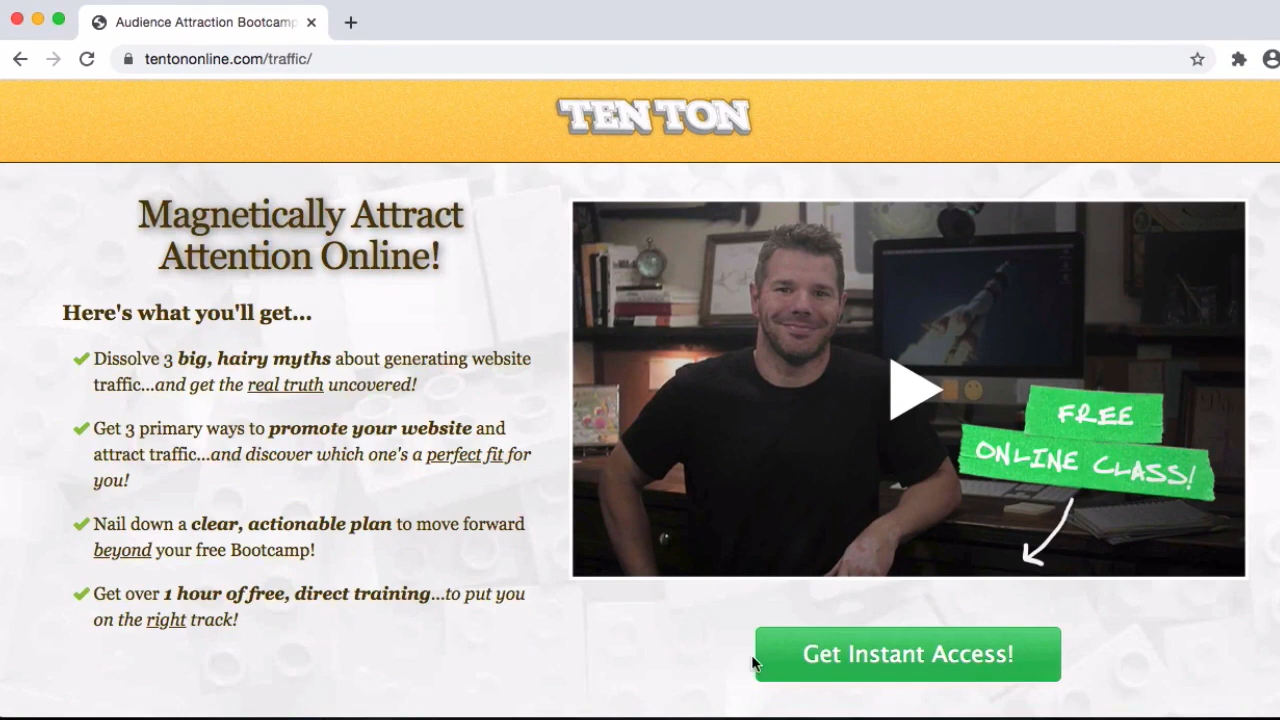 Audience Attraction Bootcamp
tentononline.com/traffic/
TEN TON
Magnetically Attract
Attention Online!
Here's what you'll get...
Dissolve 3 big, hairy myths about generating website
traffic...and get the real truth uncovered!
Get 3 primary ways to promote your website and
attract traffic...and discover which one's a perfect fit for
you!
Nail down a clear, actionable plan to move forward
beyond your free Bootcamp!
Get over 1 hour of free, direct training...to put you
on the right track!
FREE
ONLINE CLASS!
Get Instant Access!